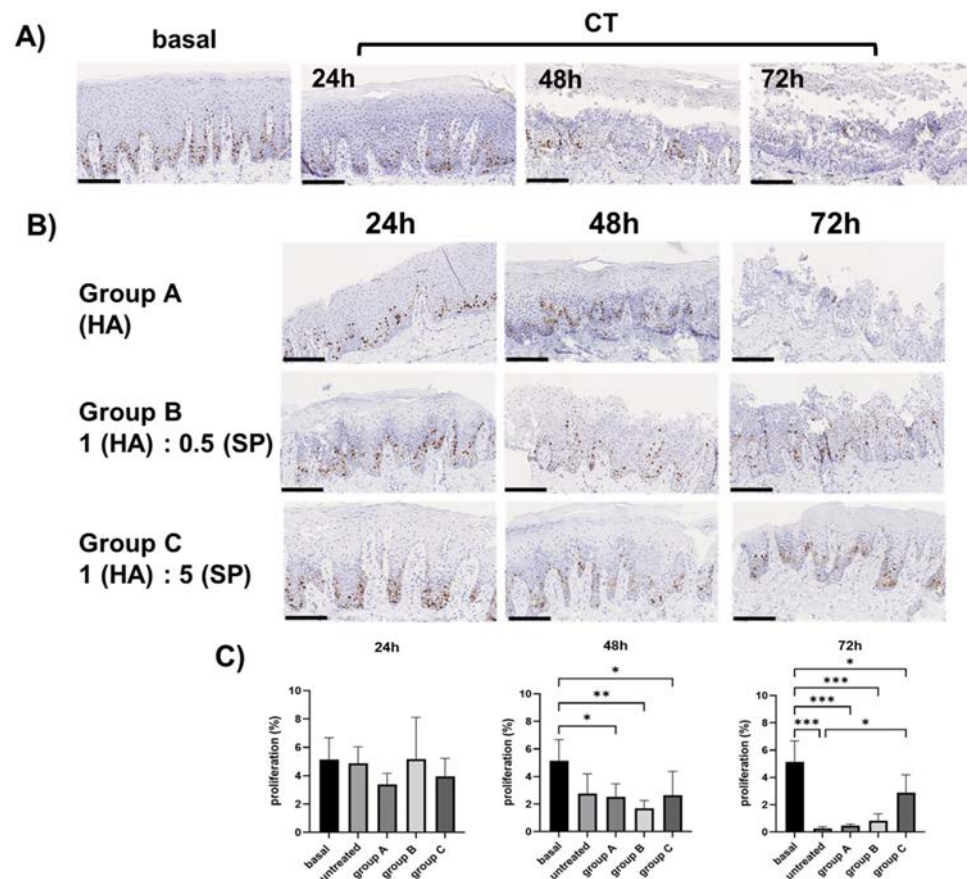 A)
basal
CT
24h
48h
72h
B)
24h
48h
72h
Group A
(HA)
Group B
1 (HA) : 0.5 (SP)
Group C
1 (HA) : 5 (SP)
C)
24h
proliferation (%)
10
8
6
4
2
0
basal
untreated
group A
group B
group C
48h
proliferation (%)
10
8
6
4
2
0
*
**
*
basal
untreated
group A
group B
group C
72h
proliferation (%)
10
8
6
4
2
0
*
***
***
*** *
basal
untreated
group A
group B
group C